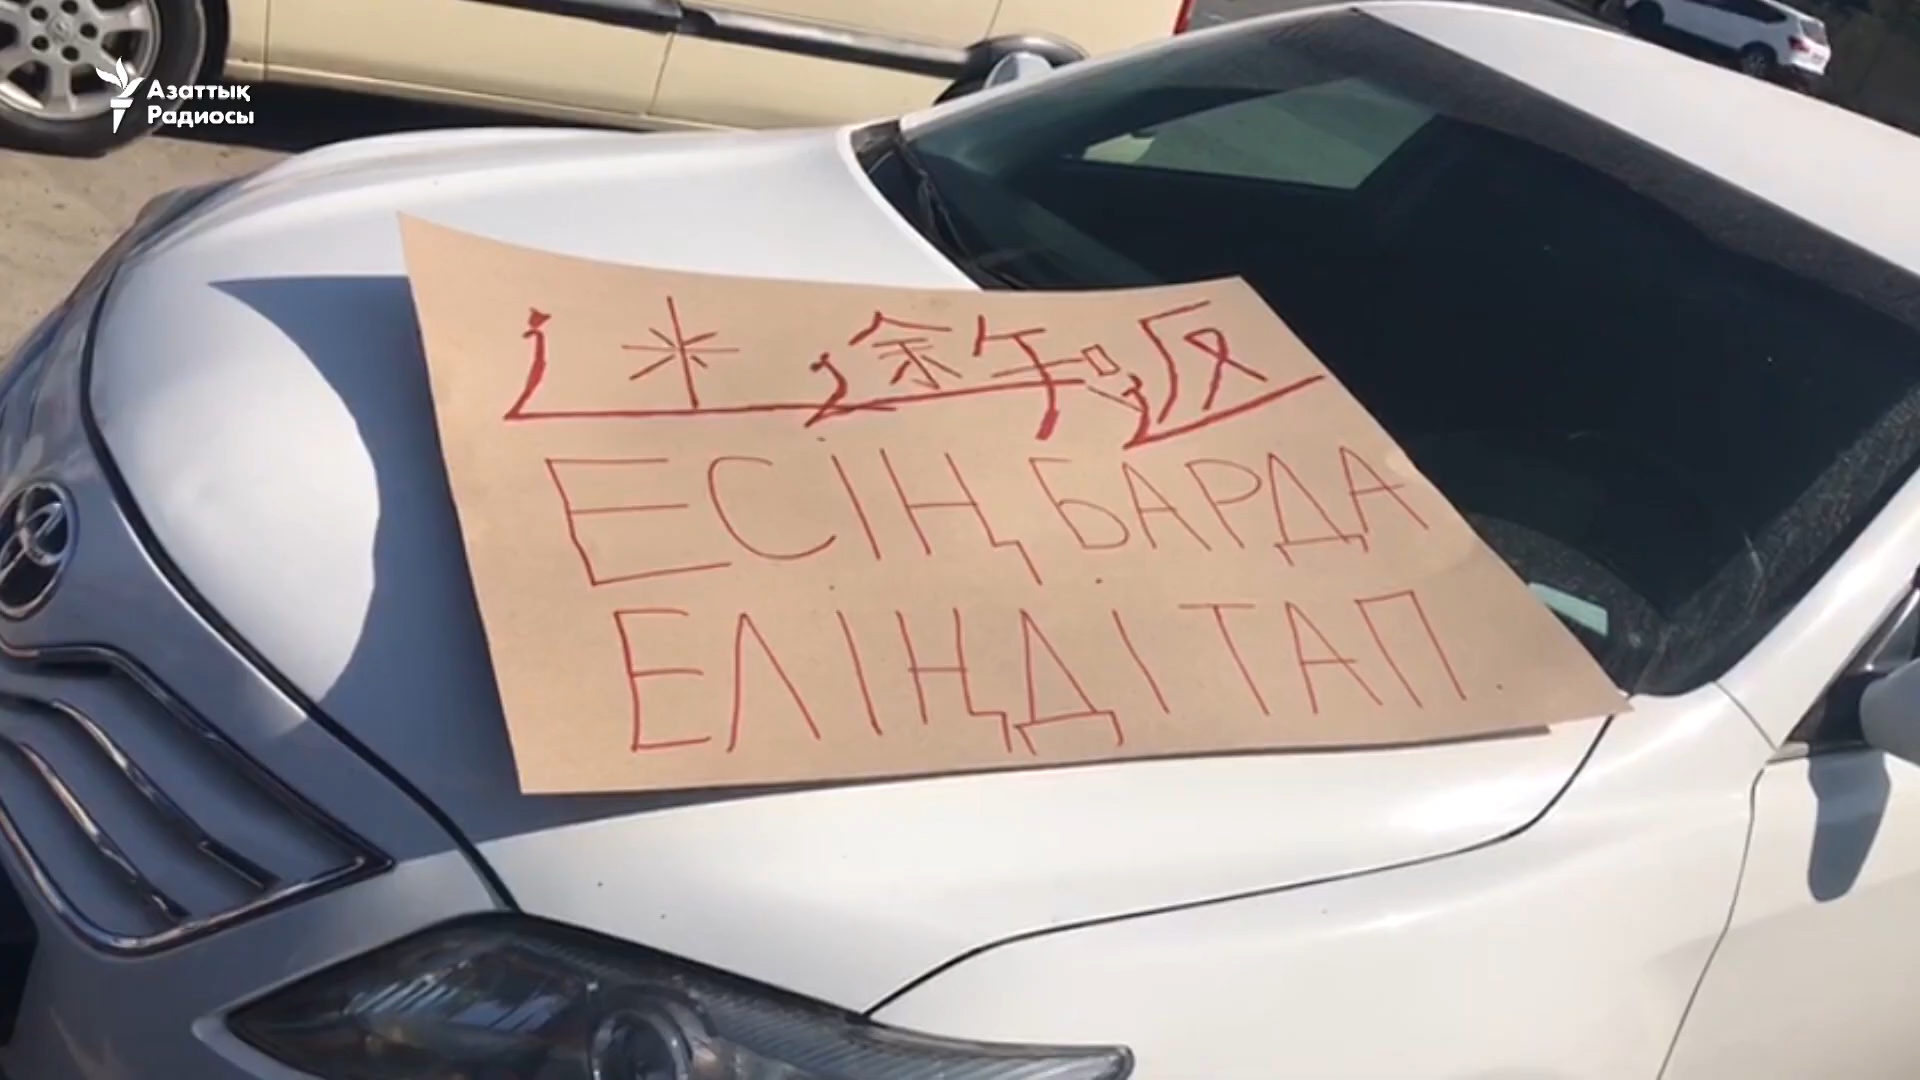 Азаттық
Радиосы
迷途知返
ЕСІҢ БАРДА
ЕЛІҢДІ ТАП